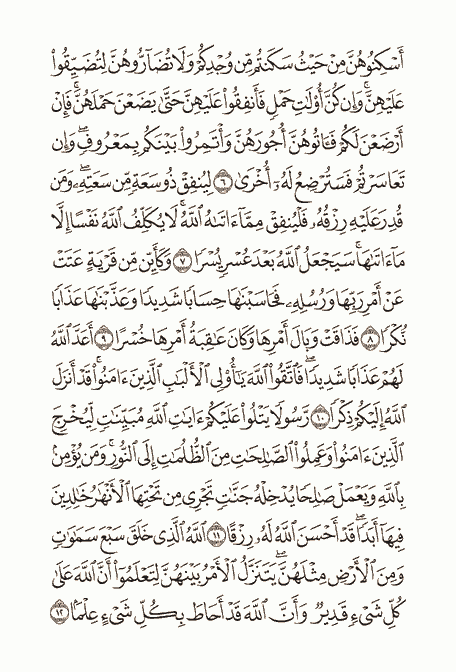 أَسْكِنُوهُنَّ مِنْ حَيْثُ سَكَنتُم مِّن وُجْدِكُمْ وَلَا تُضَآرُّوهُنَّ لِتُضَيِّقُوا۟
عَلَيْهِنَّ ۚ وَإِن كُنَّ أُو۟لَٰتِ حَمْلٍ فَأَنفِقُوا۟ عَلَيْهِنَّ حَتَّىٰ يَضَعْنَ حَمْلَهُنَّ ۚ فَإِنْ
أَرْضَعْنَ لَكُمْ فَـَٔاتُوهُنَّ أُجُورَهُنَّ ۖ وَأْتَمِرُوا۟ بَيْنَكُم بِمَعْرُوفٍ ۖ وَإِن
تَعَاسَرْتُمْ فَسَتُرْضِعُ لَهُۥٓ أُخْرَىٰ ٦ لِيُنفِقْ ذُو سَعَةٍ مِّن سَعَتِهِۦ ۖ وَمَن
قُدِرَ عَلَيْهِ رِزْقُهُۥ فَلْيُنفِقْ مِمَّآ ءَاتَىٰهُ ٱللَّهُ ۚ لَا يُكَلِّفُ ٱللَّهُ نَفْسًا إِلَّا
مَآ ءَاتَىٰهَا ۚ سَيَجْعَلُ ٱللَّهُ بَعْدَ عُسْرٍ يُسْرًا ٧ وَكَأَيِّن مِّن قَرْيَةٍ عَتَتْ
عَنْ أَمْرِ رَبِّهَا وَرُسُلِهِۦ فَحَاسَبْنَٰهَا حِسَابًا شَدِيدًا وَعَذَّبْنَٰهَا عَذَابًا
نُّكْرًا ٨ فَذَاقَتْ وَبَالَ أَمْرِهَا وَكَانَ عَٰقِبَةُ أَمْرِهَا خُسْرًا ٩ أَعَدَّ ٱللَّهُ
لَهُمْ عَذَابًا شَدِيدًا ۖ فَٱتَّقُوا۟ ٱللَّهَ يَٰٓأُو۟لِى ٱلْأَلْبَٰبِ ٱلَّذِينَ ءَامَنُوا۟ ۚ قَدْ أَنزَلَ
ٱللَّهُ إِلَيْكُمْ ذِكْرًا ١٠ رَّسُولًا يَتْلُوا۟ عَلَيْكُمْ ءَايَٰتِ ٱللَّهِ مُبَيِّنَٰتٍ لِّيُخْرِجَ
ٱلَّذِينَ ءَامَنُوا۟ وَعَمِلُوا۟ ٱلصَّٰلِحَٰتِ مِنَ ٱلظُّلُمَٰتِ إِلَى ٱلنُّورِ ۚ وَمَن يُؤْمِنۢ
بِٱللَّهِ وَيَعْمَلْ صَٰلِحًا يُدْخِلْهُ جَنَّٰتٍ تَجْرِى مِن تَحْتِهَا ٱلْأَنْهَٰرُ خَٰلِدِينَ
فِيهَآ أَبَدًا ۖ قَدْ أَحْسَنَ ٱللَّهُ لَهُۥ رِزْقًا ١١ ٱللَّهُ ٱلَّذِى خَلَقَ سَبْعَ سَمَٰوَٰتٍ
وَمِنَ ٱلْأَرْضِ مِثْلَهُنَّ ۖ يَتَنَزَّلُ ٱلْأَمْرُ بَيْنَهُنَّ لِتَعْلَمُوٓا۟ أَنَّ ٱللَّهَ عَلَىٰ
كُلِّ شَىْءٍ قَدِيرٌ وَأَنَّ ٱللَّهَ قَدْ أَحَاطَ بِكُلِّ شَىْءٍ عِلْمًۢا ١٢